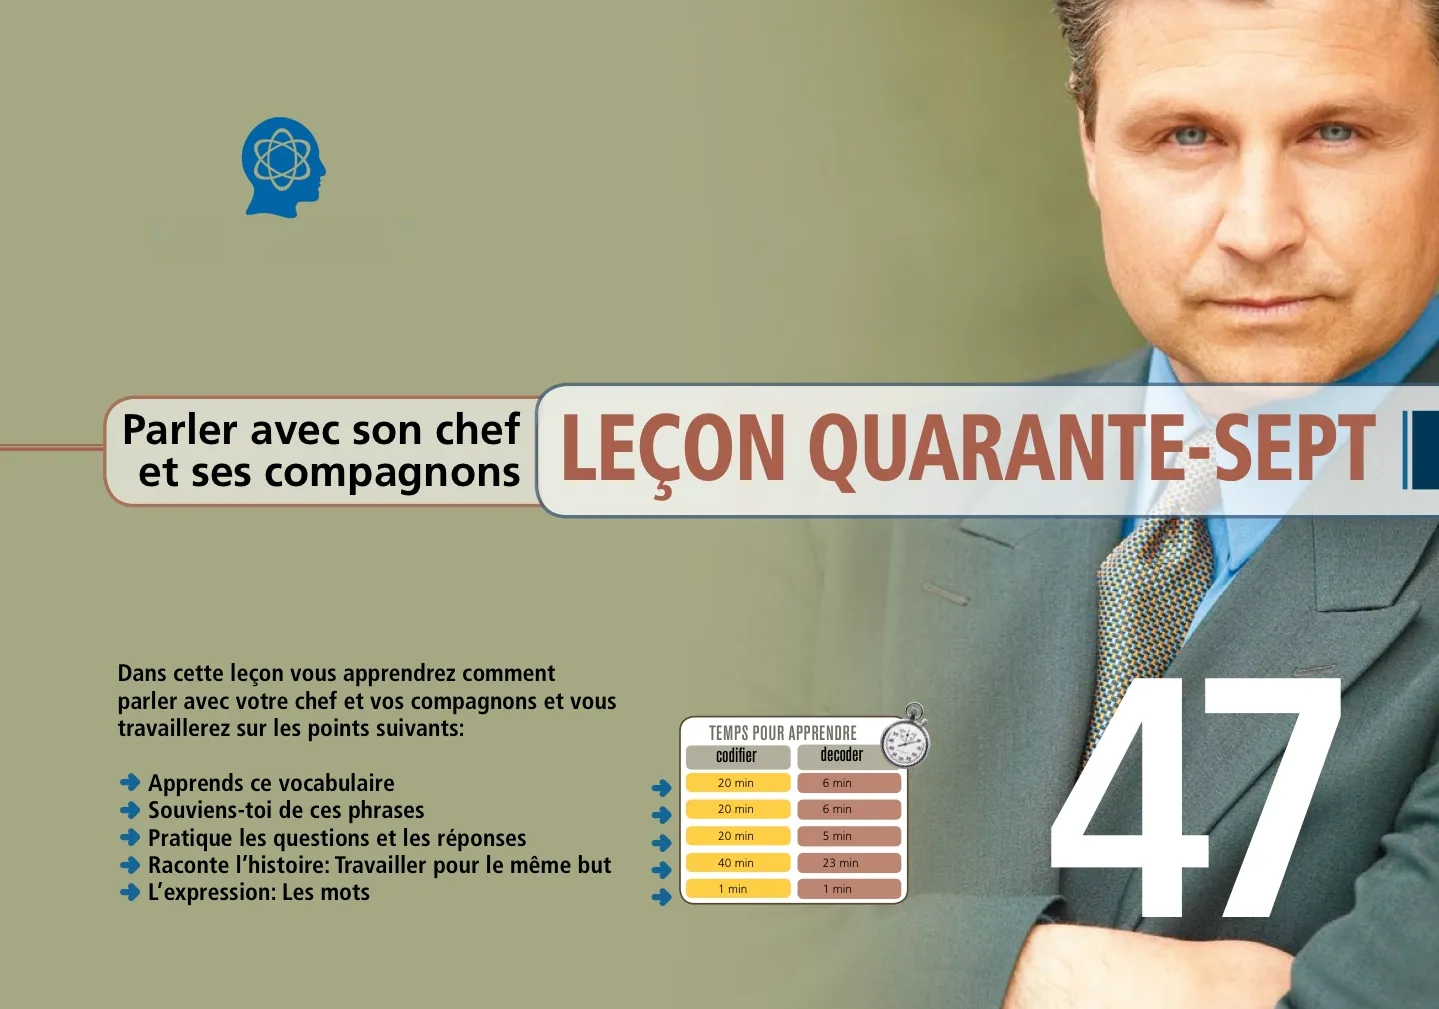 Parler avec son chef
et ses compagnons
LEÇON QUARANTE-SEPT
Dans cette leçon vous apprendrez comment
parler avec votre chef et vos compagnons et vous
travaillerez sur les points suivants:
Apprends ce vocabulaire
Souviens-toi de ces phrases
Pratique les questions et les réponses
Raconte l’histoire: Travailler pour le même but
L’expression: Les mots
TEMPS POUR APPRENDRE
codifier decoder
20 min 6 min
20 min 6 min
20 min 5 min
40 min 23 min
1 min 1 min
47